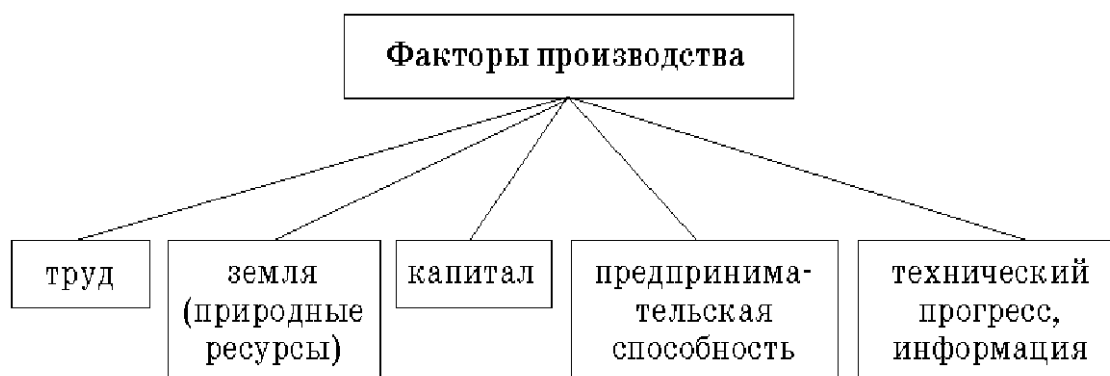 Факторы производства
труд
земля
(природные
ресурсы)
капитал
предпринима-
тельская
способность
технический
прогресс,
информация